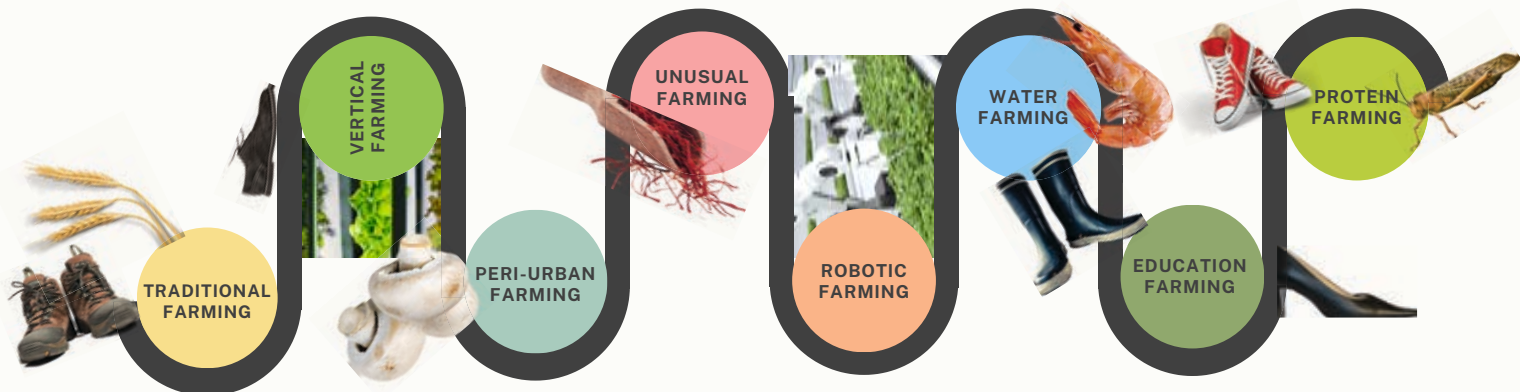 TRADITIONAL
FARMING
VERTICAL
FARMING
PERI-URBAN
FARMING
UNUSUAL
FARMING
ROBOTIC
FARMING
WATER
FARMING
EDUCATION
FARMING
PROTEIN
FARMING